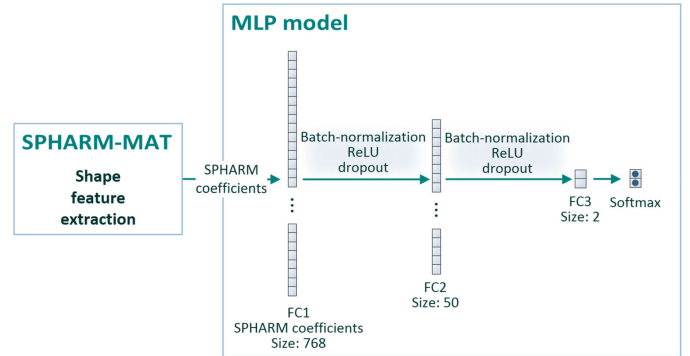 MLP model
SPHARM-MAT
Shape
feature
extraction
SPHARM
coefficients
Batch-normalization
ReLU
dropout
Batch-normalization
ReLU
dropout
...
...
FC1
SPHARM coefficients
Size: 768
FC2
Size: 50
FC3
Size: 2
Softmax